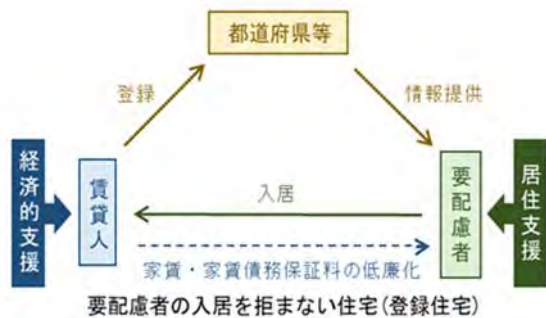 都道府県等
登録
情報提供
経済的支援
賃貸人
入居
要配慮者
居住支援
家賃・家賃債務保証料の低廉化
要配慮者の入居を拒まない住宅(登録住宅)